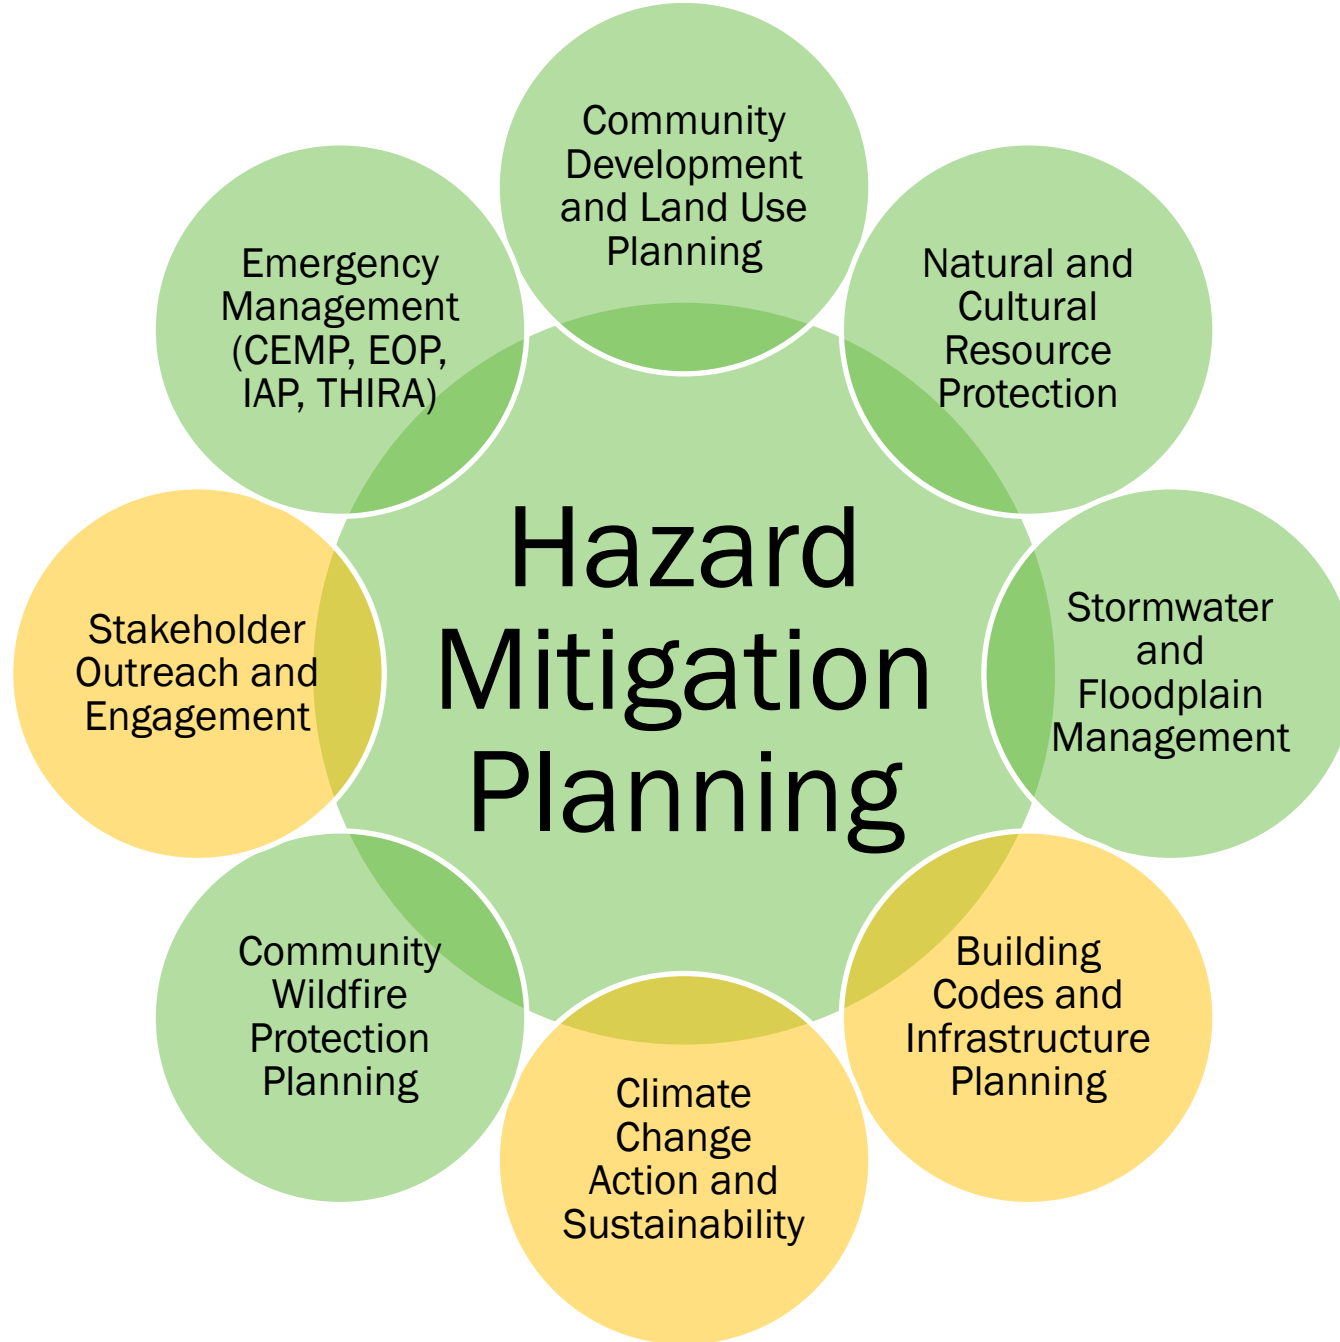 Community
Development
and Land Use
Planning
Natural and
Cultural
Resource
Protection
Stormwater
and
Floodplain
Management
Building
Codes and
Infrastructure
Planning
Climate
Change
Action and
Sustainability
Community
Wildfire
Protection
Planning
Stakeholder
Outreach and
Engagement
Emergency
Management
(CEMP, EOP,
IAP, THIRA)
Hazard
Mitigation
Planning